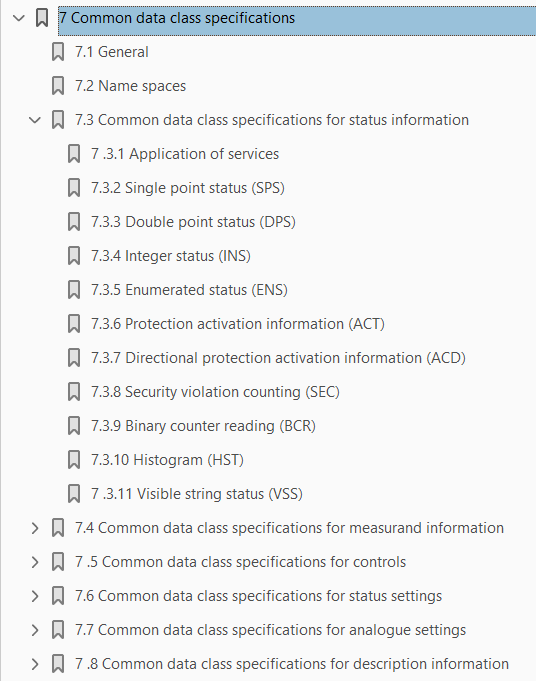 7 Common data class specifications
7.1 General
7.2 Name spaces
7.3 Common data class specifications for status information
7 .3.1 Application of services
7.3.2 Single point status (SPS)
7.3.3 Double point status (DPS)
7.3.4 Integer status (INS)
7.3.5 Enumerated status (ENS)
7.3.6 Protection activation information (ACT)
7.3.7 Directional protection activation information (ACD)
7.3.8 Security violation counting (SEC)
7.3.9 Binary counter reading (BCR)
7.3.10 Histogram (HST)
7 .3.11 Visible string status (VSS)
7.4 Common data class specifications for measurand information
7 .5 Common data class specifications for controls
7.6 Common data class specifications for status settings
7.7 Common data class specifications for analogue settings
7 .8 Common data class specifications for description information